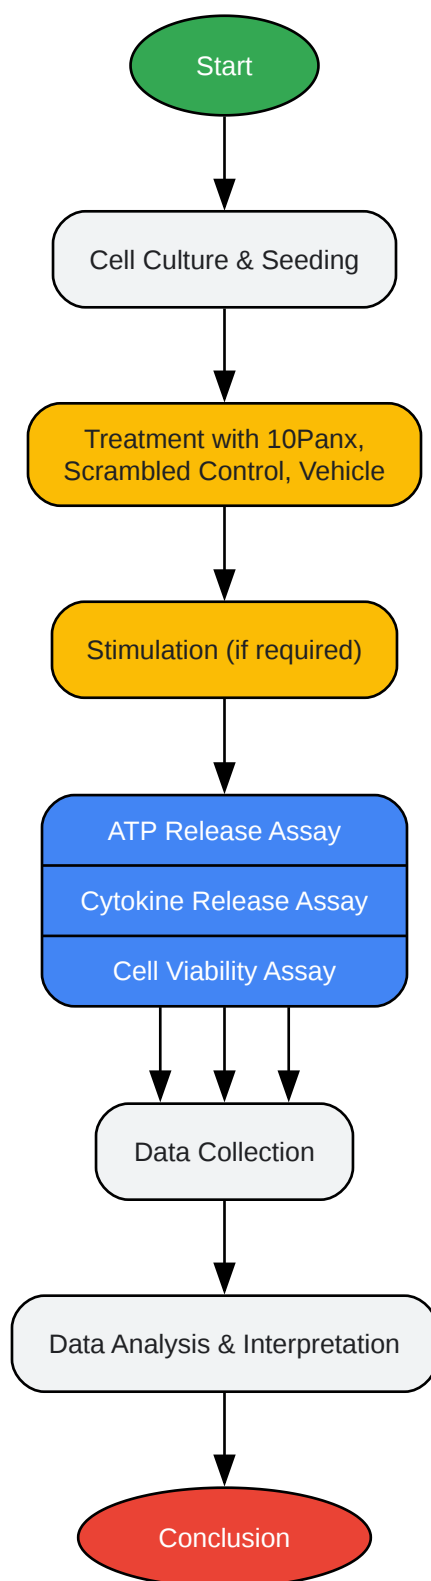 Start
Cell Culture & Seeding
Treatment with 10Panx,
Scrambled Control, Vehicle
Stimulation (if required)
ATP Release Assay
Cytokine Release Assay
Cell Viability Assay
Data Collection
Data Analysis & Interpretation
Conclusion